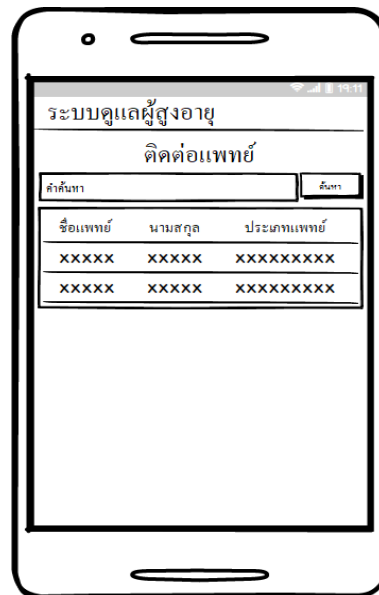 19:11
ระบบดูแลผู้สูงอายุ
ติดต่อแพทย์
คำค้นหา ค้นหา
ชื่อแพทย์ นามสกุล ประเภทแพทย์
xxxxx xxxxx xxxxxxxxx
xxxxx xxxxx xxxxxxxxx